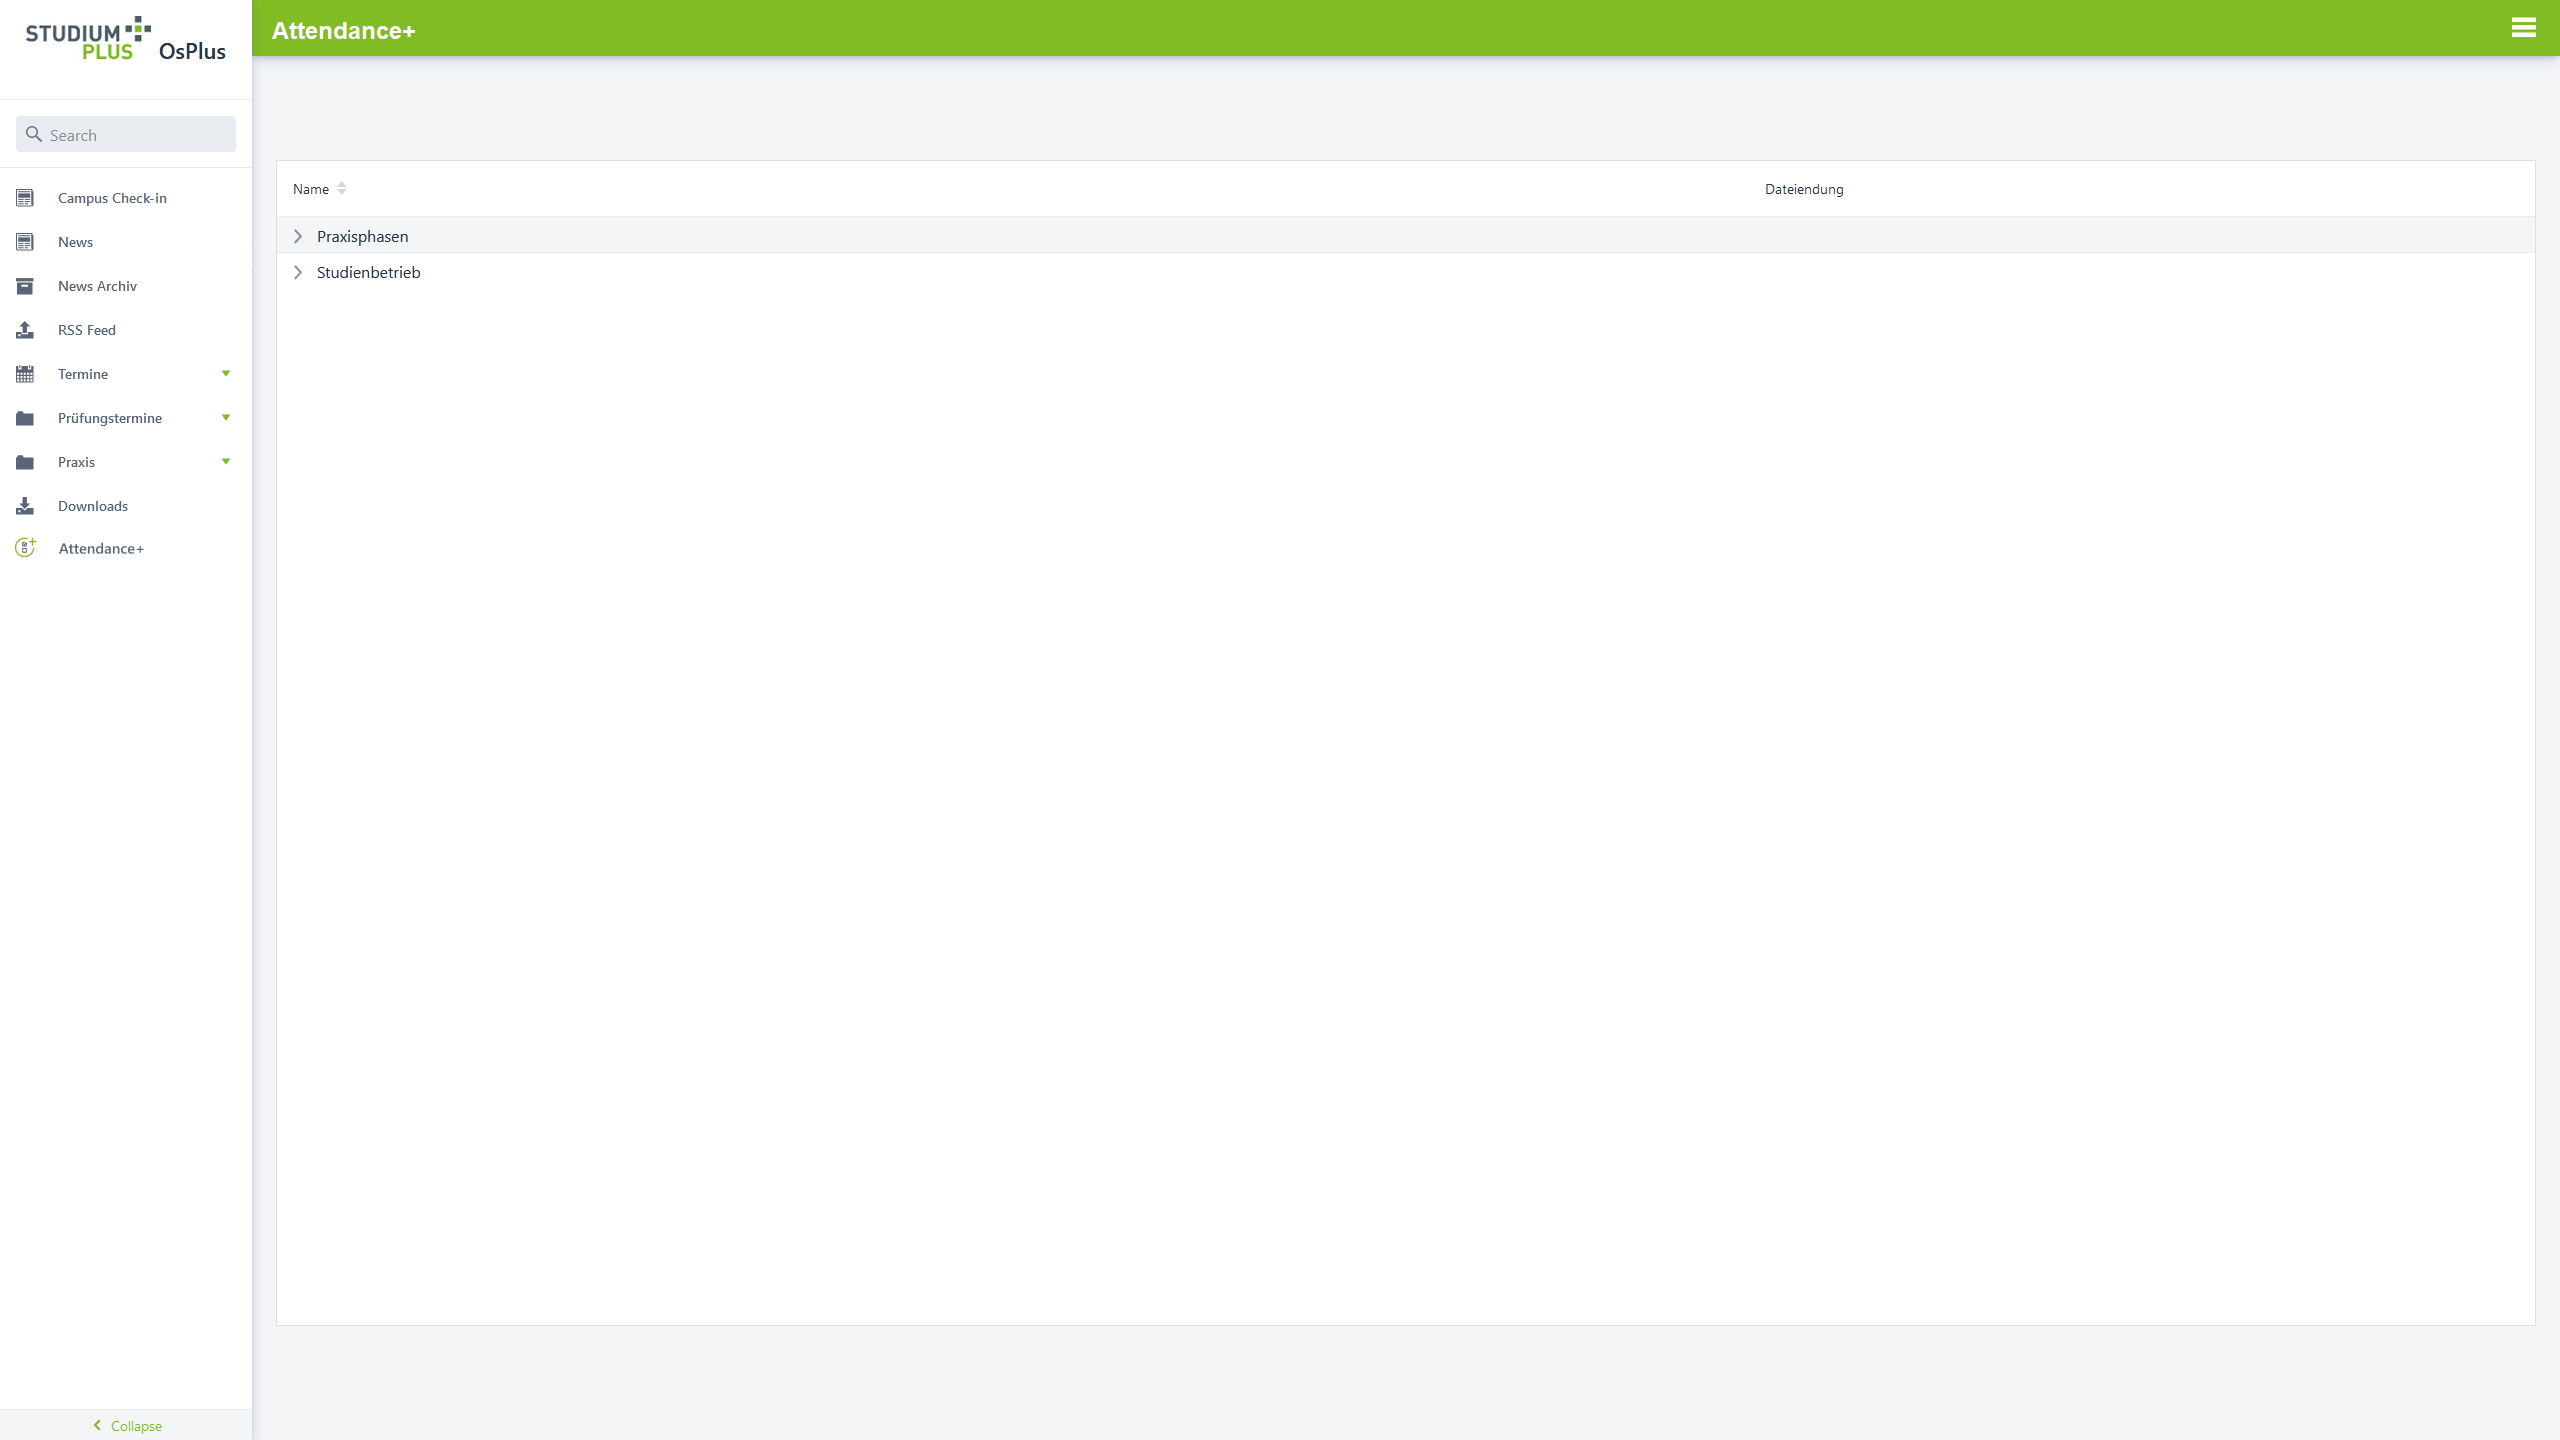 STUDIUM
PLUS
OsPlus
Attendance+
Search
Campus Check-in
News
News Archiv
RSS Feed
Termine
Prüfungstermine
Praxis
Downloads
Attendance+
Collapse
Name
Dateiendung
Praxisphasen
Studienbetrieb